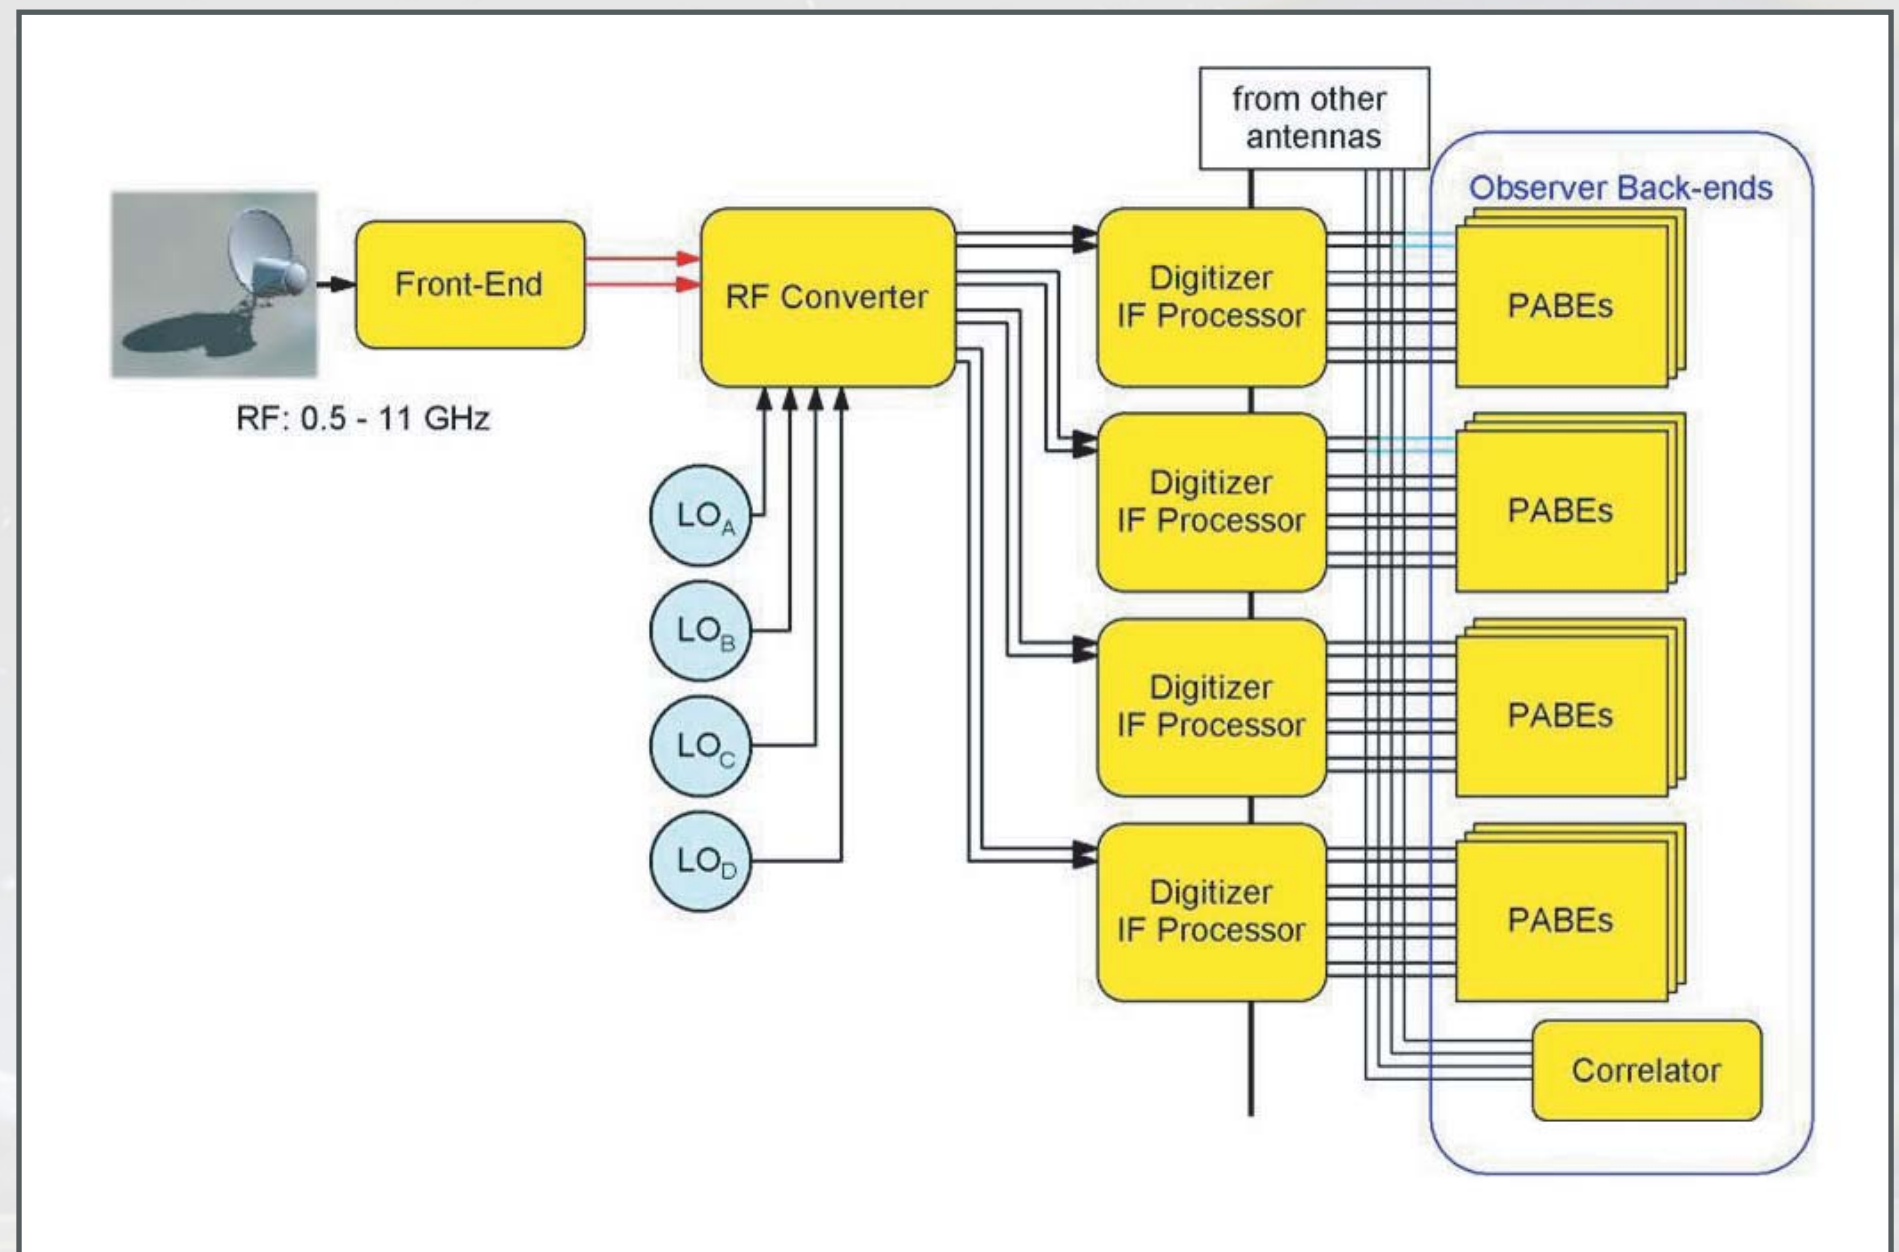 from other
antennas
Observer Back-ends
Front-End
RF Converter
Digitizer
IF Processor
PABEs
RF: 0.5 - 11 GHz
LOA
Digitizer
IF Processor
PABEs
LOB
Digitizer
IF Processor
PABEs
LOC
LOD
Digitizer
IF Processor
PABEs
Correlator